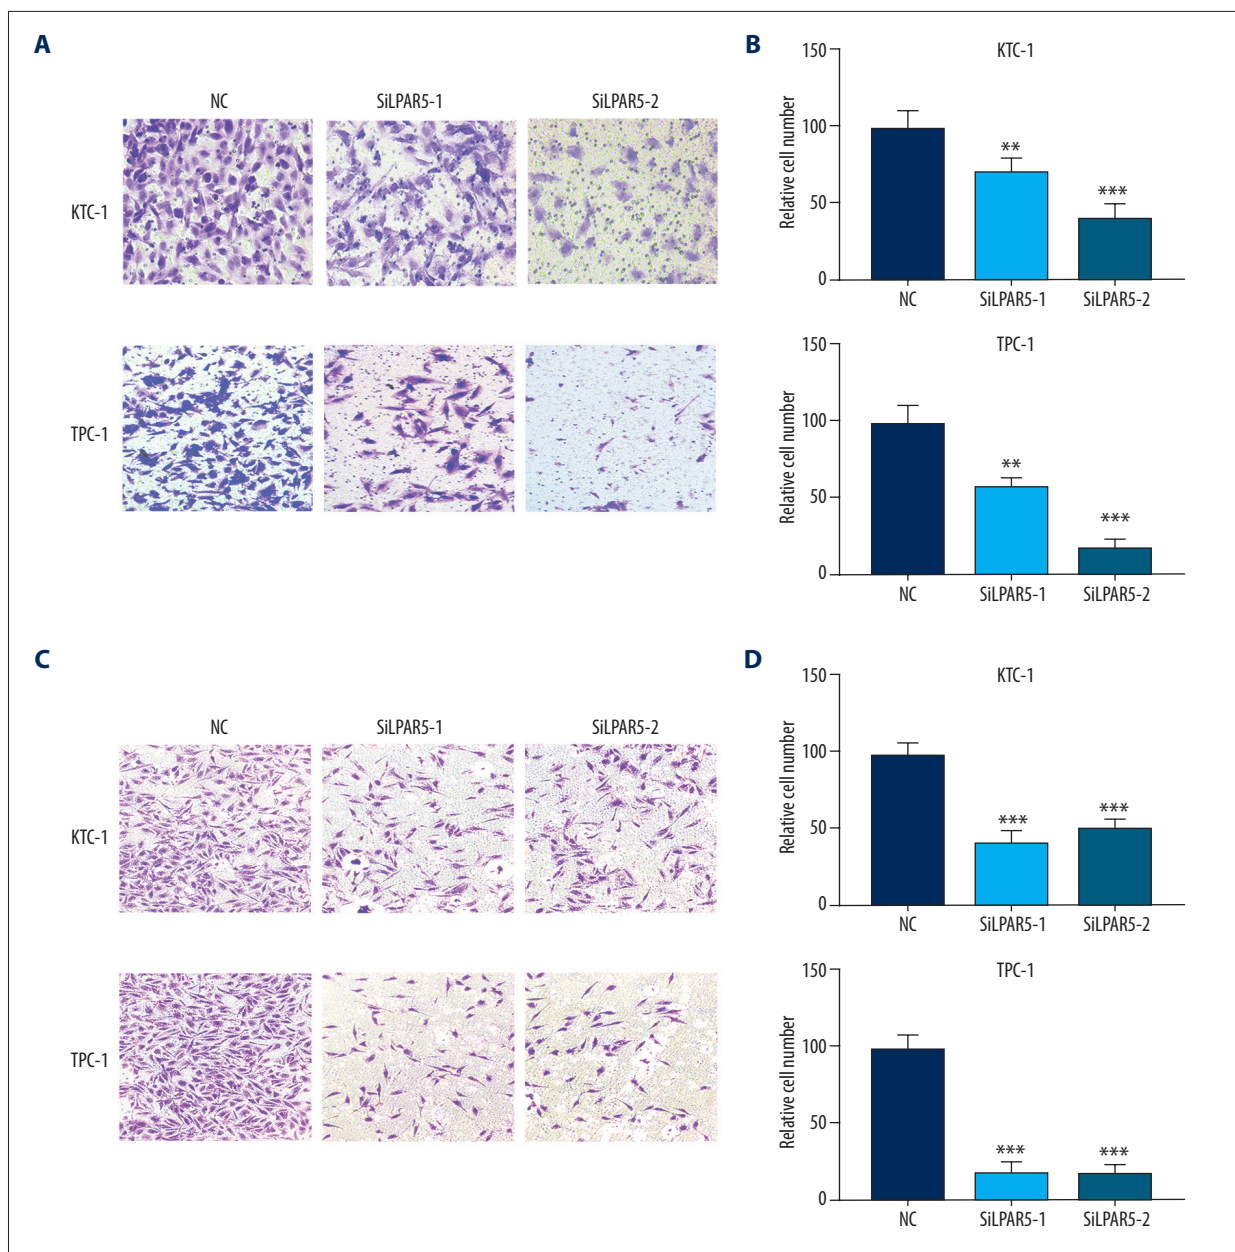 A
NC SiLPAR5-1 SiLPAR5-2
KTC-1
TPC-1
B
KTC-1
Relative cell number
150
100
50
0
**
***
NC SiLPAR5-1 SiLPAR5-2
TPC-1
Relative cell number
150
100
50
0
**
***
NC SiLPAR5-1 SiLPAR5-2
C
NC SiLPAR5-1 SiLPAR5-2
KTC-1
TPC-1
D
KTC-1
Relative cell number
150
100
50
0
***
***
NC SiLPAR5-1 SiLPAR5-2
TPC-1
Relative cell number
150
100
50
0
***
***
NC SiLPAR5-1 SiLPAR5-2